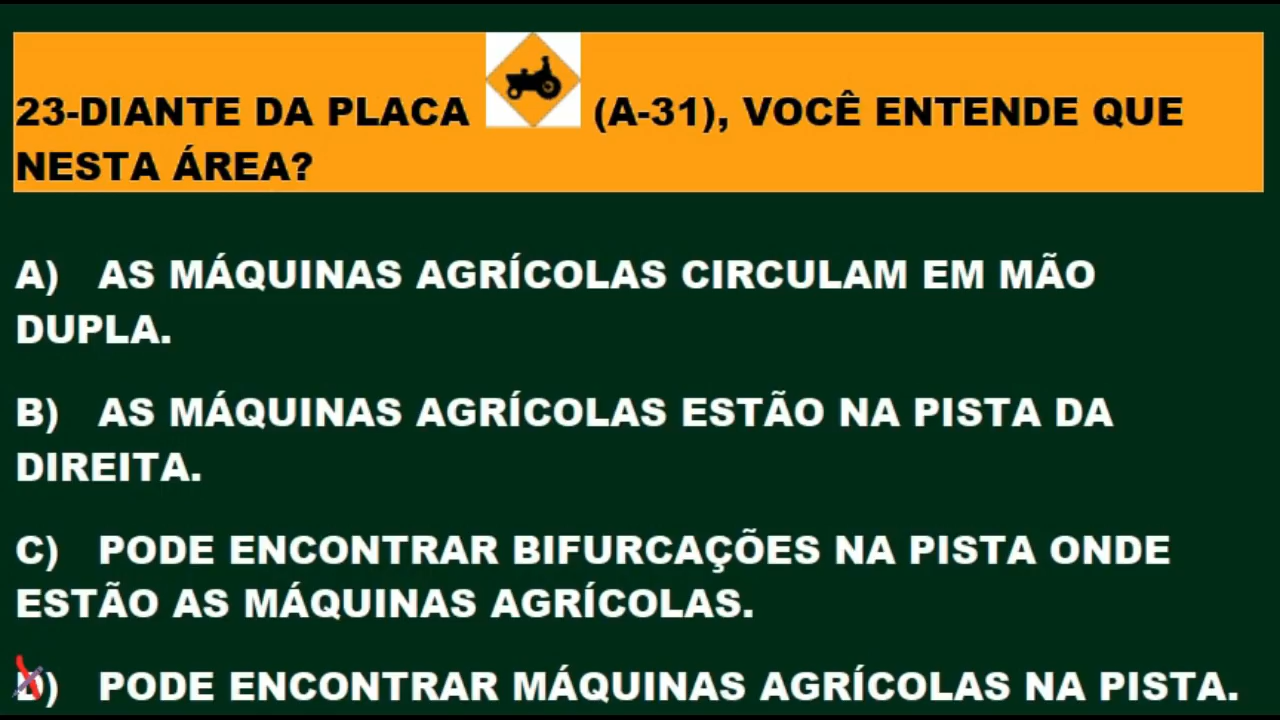 23-DIANTE DA PLACA (A-31), VOCÊ ENTENDE QUE
NESTA ÁREA?
A) AS MÁQUINAS AGRÍCOLAS CIRCULAM EM MÃO
DUPLA.
B) AS MÁQUINAS AGRÍCOLAS ESTÃO NA PISTA DA
DIREITA.
C) PODE ENCONTRAR BIFURCAÇÕES NA PISTA ONDE
ESTÃO AS MÁQUINAS AGRÍCOLAS.
D) PODE ENCONTRAR MÁQUINAS AGRÍCOLAS NA PISTA.